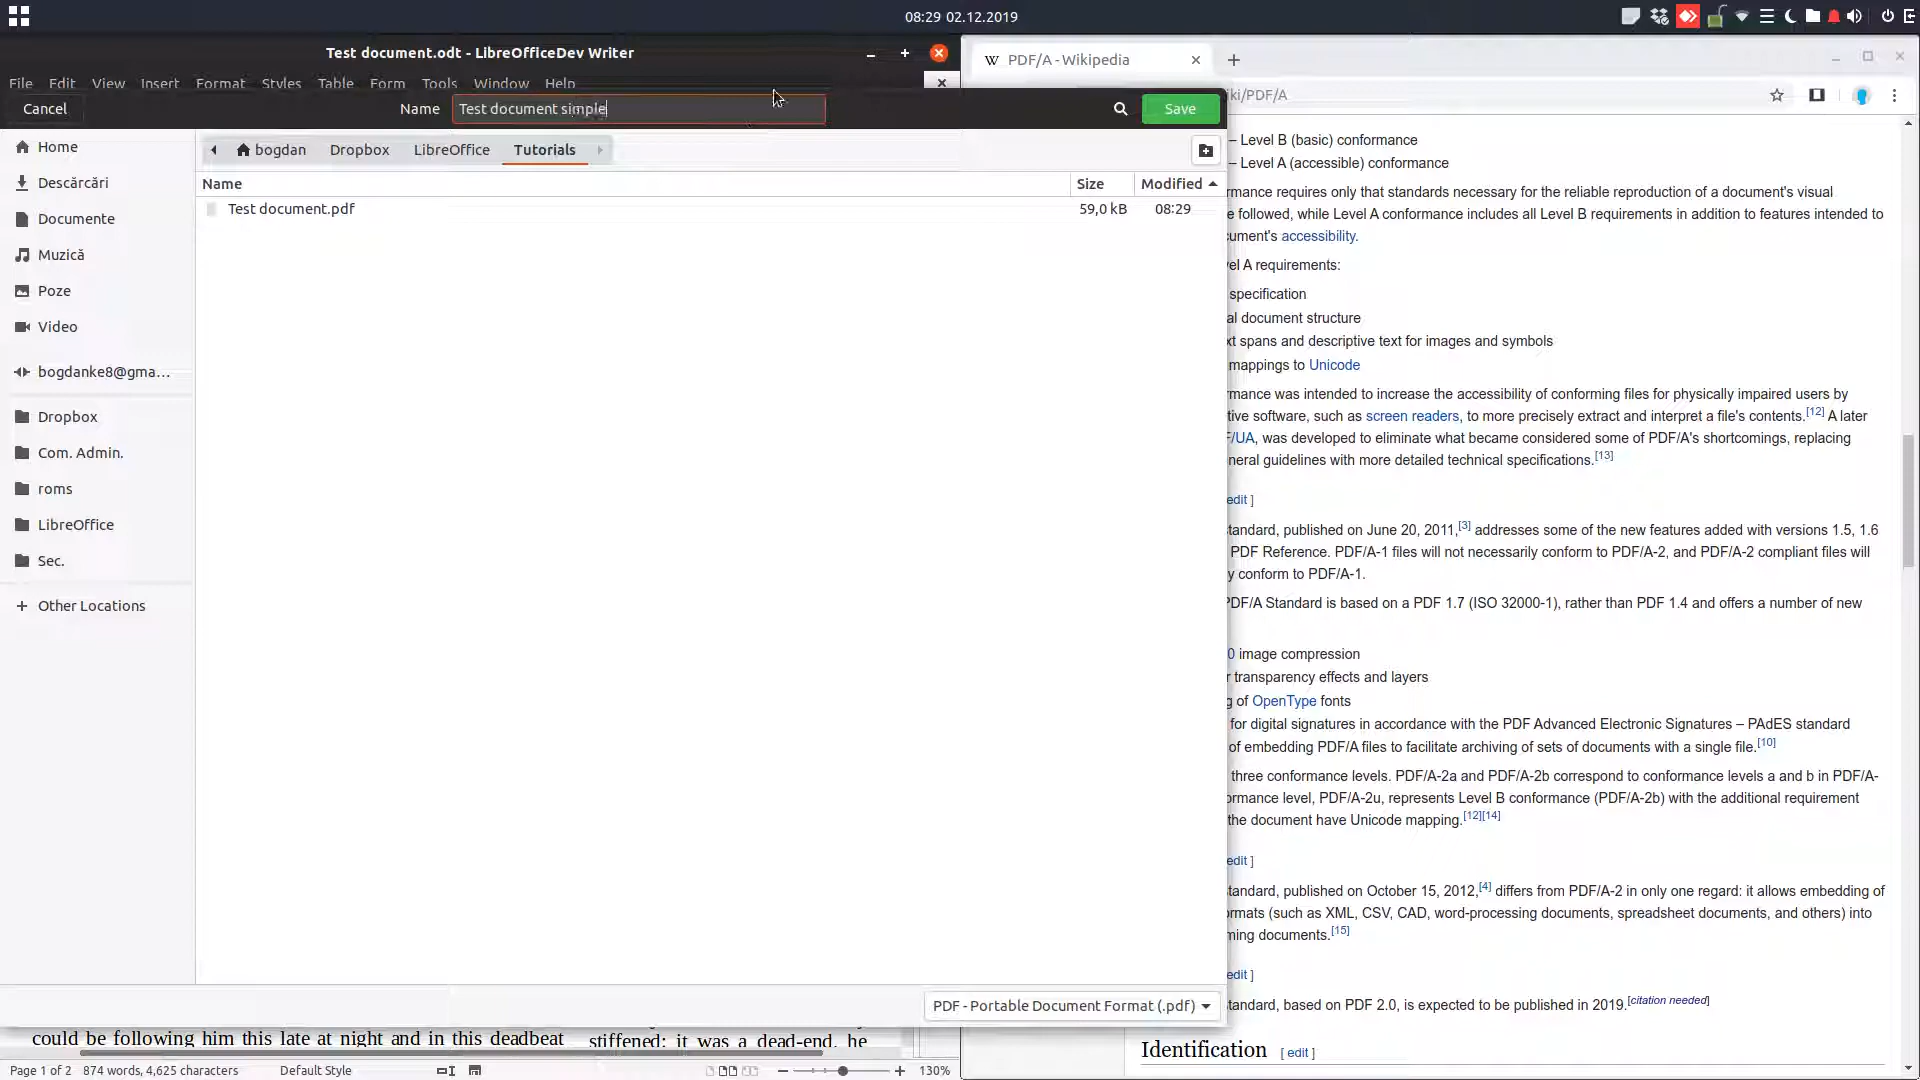 08:29 02.12.2019
Test document.odt - LibreOfficeDev Writer
File Edit View Insert Format Styles Table Form Tools Window Help
Cancel
Name
Test document simple
Save
Home
Descărcări
Documente
Muzică
Poze
Video
bogdanke8@gma...
Dropbox
Com. Admin.
roms
LibreOffice
Sec.
Other Locations
bogdan Dropbox LibreOffice Tutorials
Name Size Modified
Test document.pdf 59,0 kB 08:29
PDF - Portable Document Format (.pdf)
could be following him this late at night and in this deadbeat
stiffened: it was a dead-end, he
Page 1 of 2 874 words, 4,625 characters Default Style 130%
W PDF/A - Wikipedia
ki/PDF/A
– Level B (basic) conformance
– Level A (accessible) conformance
rmance requires only that standards necessary for the reliable reproduction of a document's visual
e followed, while Level A conformance includes all Level B requirements in addition to features intended to
cument's accessibility.
el A requirements:
specification
al document structure
xt spans and descriptive text for images and symbols
mappings to Unicode
rmance was intended to increase the accessibility of conforming files for physically impaired users by
tive software, such as screen readers, to more precisely extract and interpret a file's contents.[12] A later
F/UA, was developed to eliminate what became considered some of PDF/A's shortcomings, replacing
neral guidelines with more detailed technical specifications.[13]
edit ]
tandard, published on June 20, 2011,[3] addresses some of the new features added with versions 1.5, 1.6
PDF Reference. PDF/A-1 files will not necessarily conform to PDF/A-2, and PDF/A-2 compliant files will
y conform to PDF/A-1.
PDF/A Standard is based on a PDF 1.7 (ISO 32000-1), rather than PDF 1.4 and offers a number of new
0 image compression
r transparency effects and layers
g of OpenType fonts
for digital signatures in accordance with the PDF Advanced Electronic Signatures – PAdES standard
of embedding PDF/A files to facilitate archiving of sets of documents with a single file.[10]
three conformance levels. PDF/A-2a and PDF/A-2b correspond to conformance levels a and b in PDF/A-
ormance level, PDF/A-2u, represents Level B conformance (PDF/A-2b) with the additional requirement
the document have Unicode mapping.[12][14]
edit ]
tandard, published on October 15, 2012,[4] differs from PDF/A-2 in only one regard: it allows embedding of
rmats (such as XML, CSV, CAD, word-processing documents, spreadsheet documents, and others) into
ming documents.[15]
edit ]
tandard, based on PDF 2.0, is expected to be published in 2019.[citation needed]
Identification [ edit ]